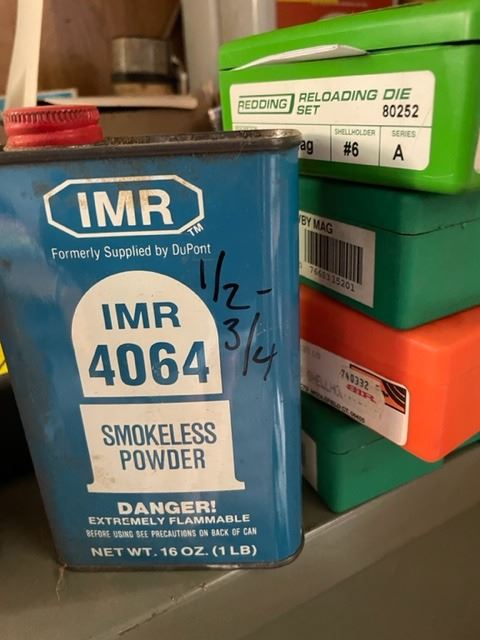 IMR
TM
Formerly Supplied by DuPont
1/2 -
3/4
IMR
4064
SMOKELESS
POWDER
DANGER!
EXTREMELY FLAMMABLE
BEFORE USING SEE PRECAUTIONS ON BACK OF CAN
NET WT. 16 OZ. (1 LB)
REDDING RELOADING DIE
SET 80252
SHELLHOLDER SERIES
ag #6 A
BY MAG
15201
740332